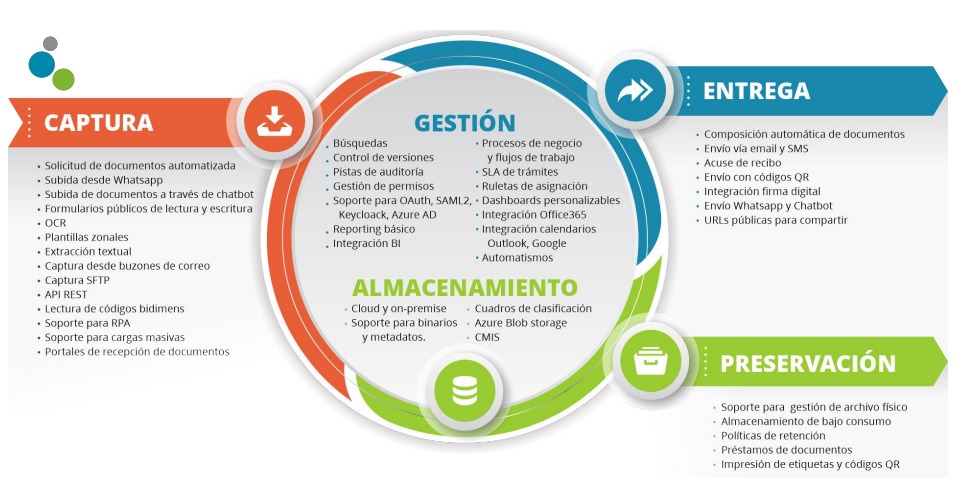 CAPTURA
Solicitud de documentos automatizada
Subida desde Whatsapp
Subida de documentos a través de chatbot
Formularios públicos de lectura y escritura
OCR
Plantillas zonales
Extracción textual
Captura desde buzones de correo
Captura SFTP
API REST
Lectura de códigos bidimens
Soporte para RPA
Soporte para cargas masivas
Portales de recepción de documentos
GESTIÓN
Búsquedas
Control de versiones
Pistas de auditoría
Gestión de permisos
Soporte para OAuth, SAML2,
Keycloack, Azure AD
Reporting básico
Integración BI
Procesos de negocio
y flujos de trabajo
SLA de trámites
Ruletas de asignación
Dashboards personalizables
Integración Office365
Integración calendarios
Outlook, Google
Automatismos
ALMACENAMIENTO
Cloud y on-premise
Soporte para binarios
y metadatos.
Cuadros de clasificación
Azure Blob storage
CMIS
ENTREGA
Composición automática de documentos
Envío vía email y SMS
Acuse de recibo
Envío con códigos QR
Integración firma digital
Envío Whatsapp y Chatbot
URLs públicas para compartir
PRESERVACIÓN
Soporte para gestión de archivo físico
Almacenamiento de bajo consumo
Políticas de retención
Préstamos de documentos
Impresión de etiquetas y códigos QR